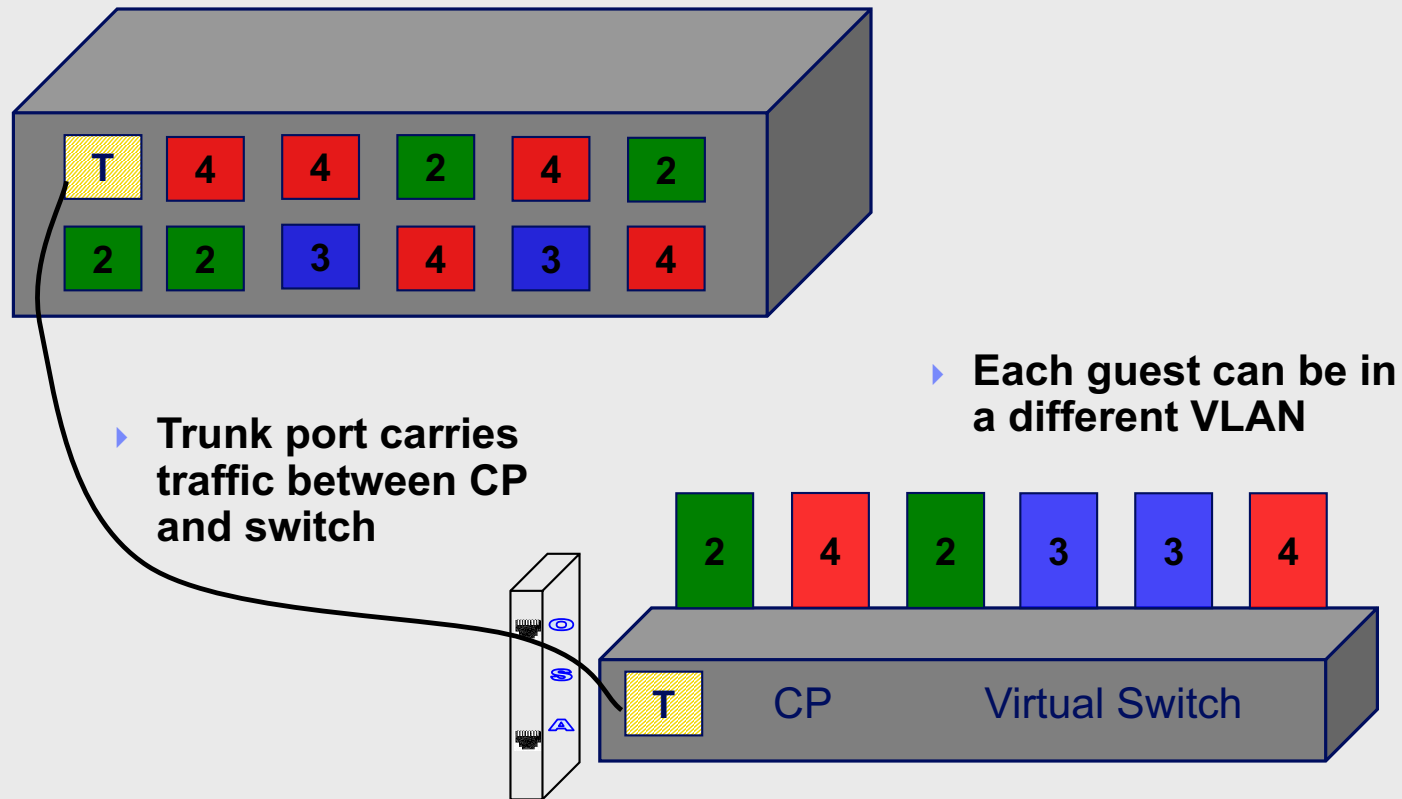 T 4 4 2 4 2
2 2 3 4 3 4
Each guest can be in
a different VLAN
Trunk port carries
traffic between CP
and switch
2 4 2 3 3 4
O
S
A
T CP Virtual Switch